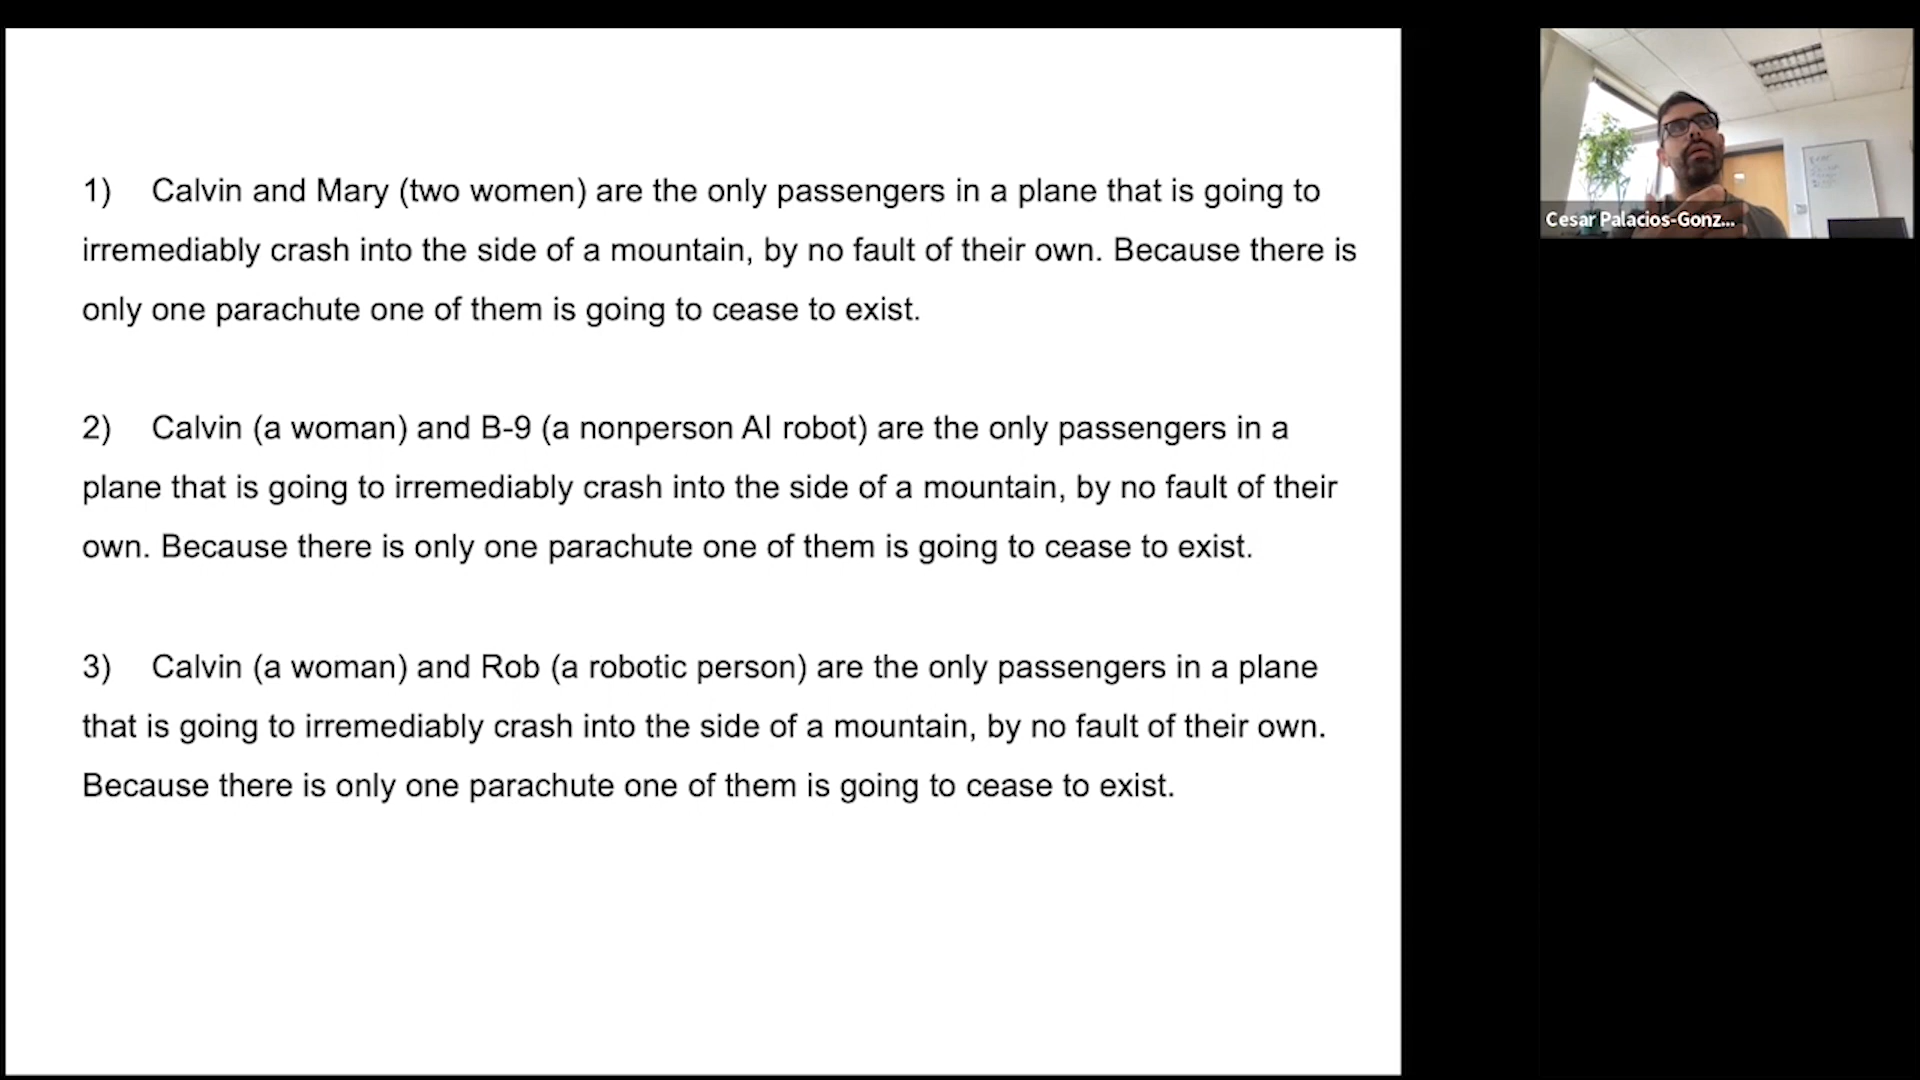 1) Calvin and Mary (two women) are the only passengers in a plane that is going to
irremediably crash into the side of a mountain, by no fault of their own. Because there is
only one parachute one of them is going to cease to exist.
2) Calvin (a woman) and B-9 (a nonperson AI robot) are the only passengers in a
plane that is going to irremediably crash into the side of a mountain, by no fault of their
own. Because there is only one parachute one of them is going to cease to exist.
3) Calvin (a woman) and Rob (a robotic person) are the only passengers in a plane
that is going to irremediably crash into the side of a mountain, by no fault of their own.
Because there is only one parachute one of them is going to cease to exist.
Cesar Palacios-Gonz...